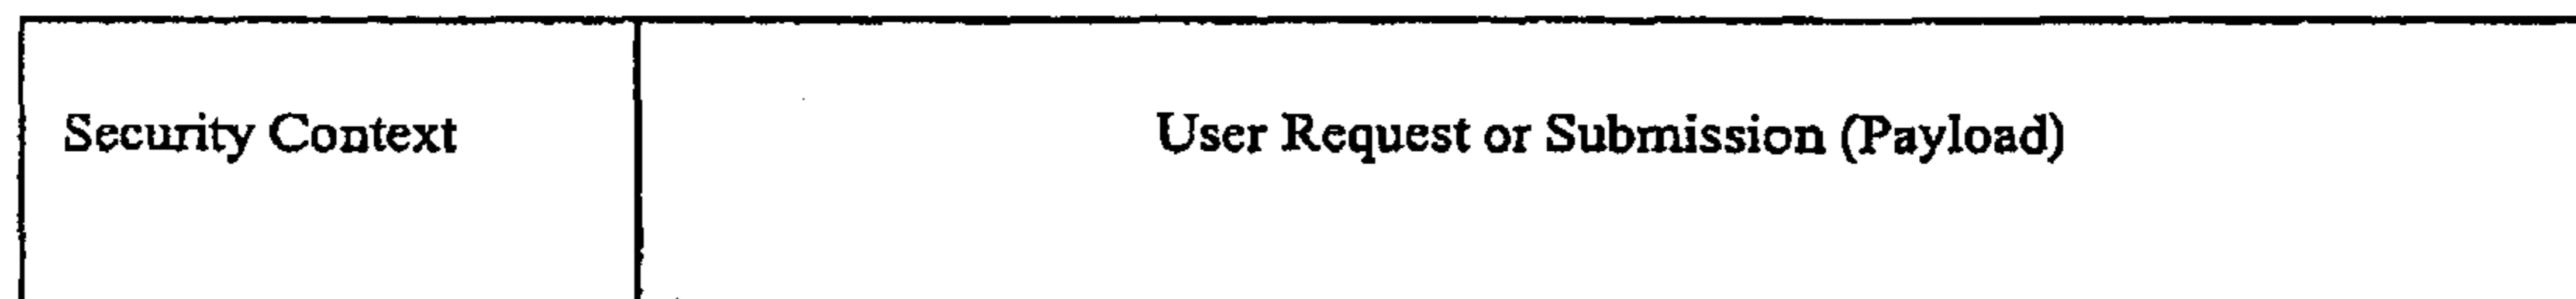 Security Context
User Request or Submission (Payload)